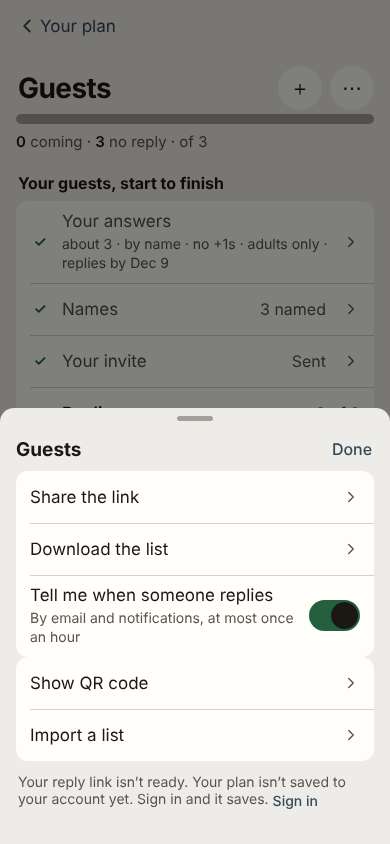 Your plan
Guests
0 coming · 3 no reply · of 3
Your guests, start to finish
Your answers
about 3 · by name · no +1s · adults only ·
replies by Dec 9
Names
3 named
Your invite
Sent
Guests
Done
Share the link
Download the list
Tell me when someone replies
By email and notifications, at most once
an hour
Show QR code
Import a list
Your reply link isn’t ready. Your plan isn’t saved to
your account yet. Sign in and it saves. Sign in